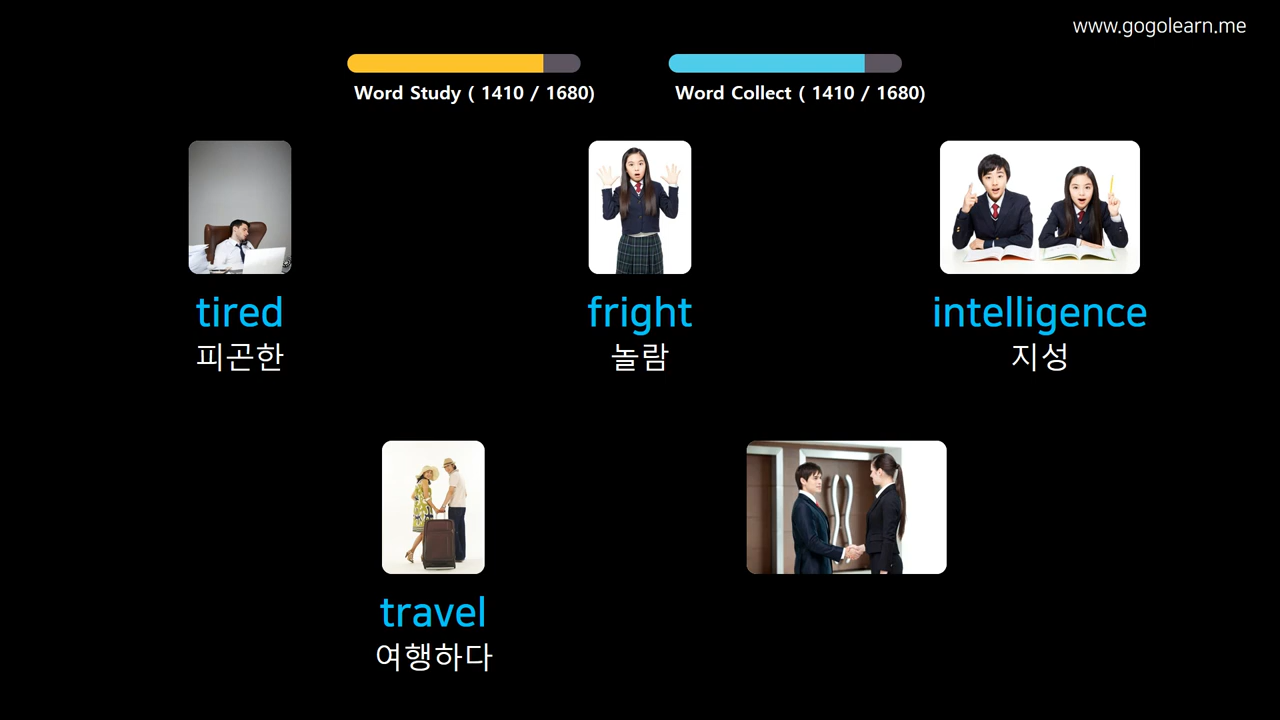 www.gogolearn.me
Word Study ( 1410 / 1680)
Word Collect ( 1410 / 1680)
tired
피곤한
fright
놀람
intelligence
지성
travel
여행하다